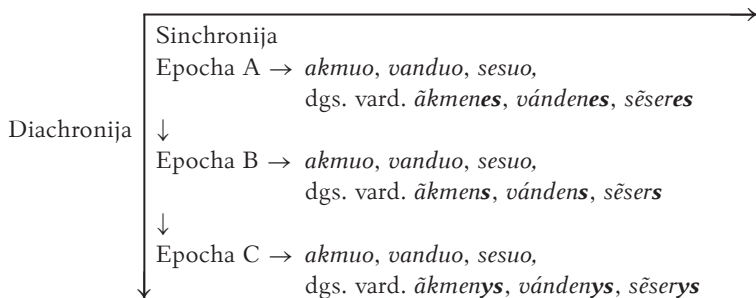 Sinchronija
Epocha A → akmuo, vanduo, sesuo,
dgs. vard. ãkmenes, vándenes, sẽseres
Diachronija ↓
Epocha B → akmuo, vanduo, sesuo,
dgs. vard. ãkmens, vándens, sẽsers
↓
Epocha C → akmuo, vanduo, sesuo,
dgs. vard. ãkmenys, vándenys, sẽserys